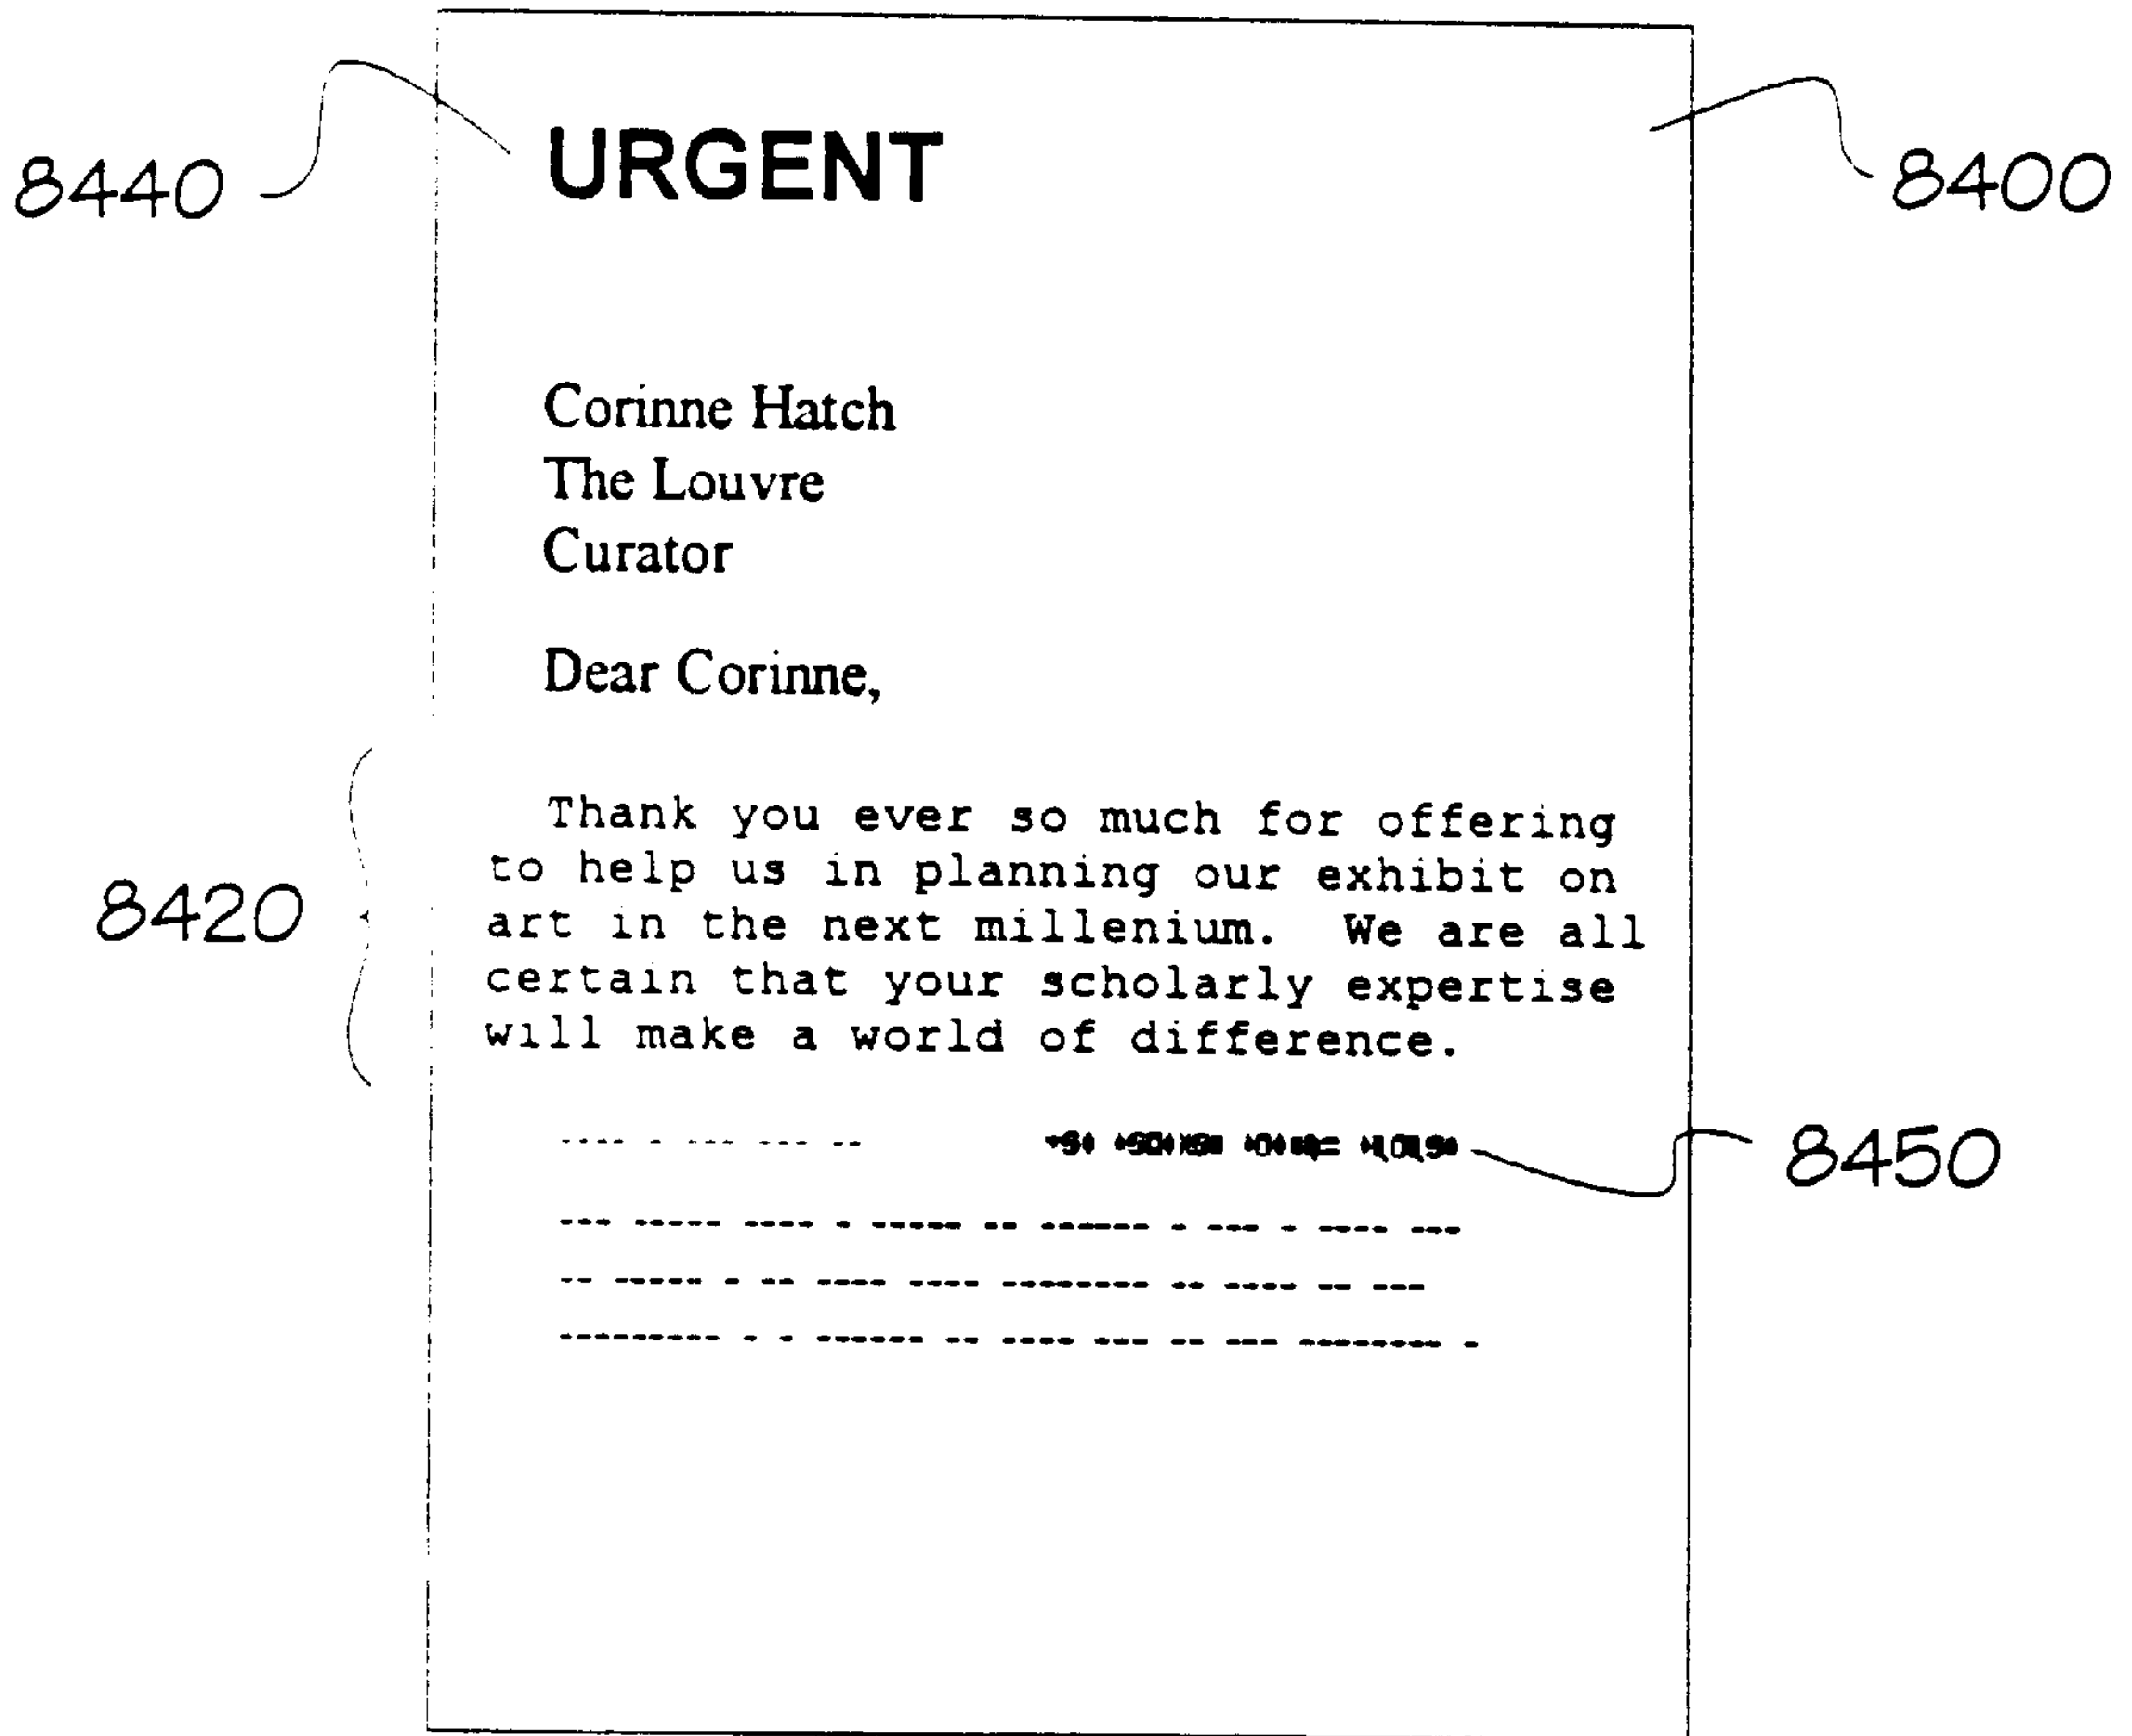 URGENT
8440
8400
Corinne Hatch
The Louvre
Curator
Dear Corinne,
8420
Thank you ever so much for offering
to help us in planning our exhibit on
art in the next millenium. We are all
certain that your scholarly expertise
will make a world of difference.
8450